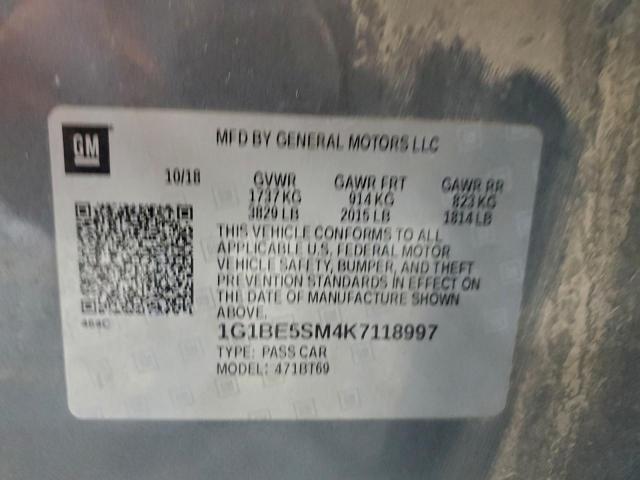 GM
MFD BY GENERAL MOTORS LLC
10/18 GVWR GAWR FRT GAWR RR
1737 KG 914 KG 823 KG
3829 LB 2015 LB 1814 LB
THIS VEHICLE CONFORMS TO ALL
APPLICABLE U.S. FEDERAL MOTOR
VEHICLE SAFETY, BUMPER, AND THEFT
PREVENTION STANDARDS IN EFFECT ON
THE DATE OF MANUFACTURE SHOWN
ABOVE.
1G1BE5SM4K7118997
TYPE: PASS CAR
MODEL: 471BT69